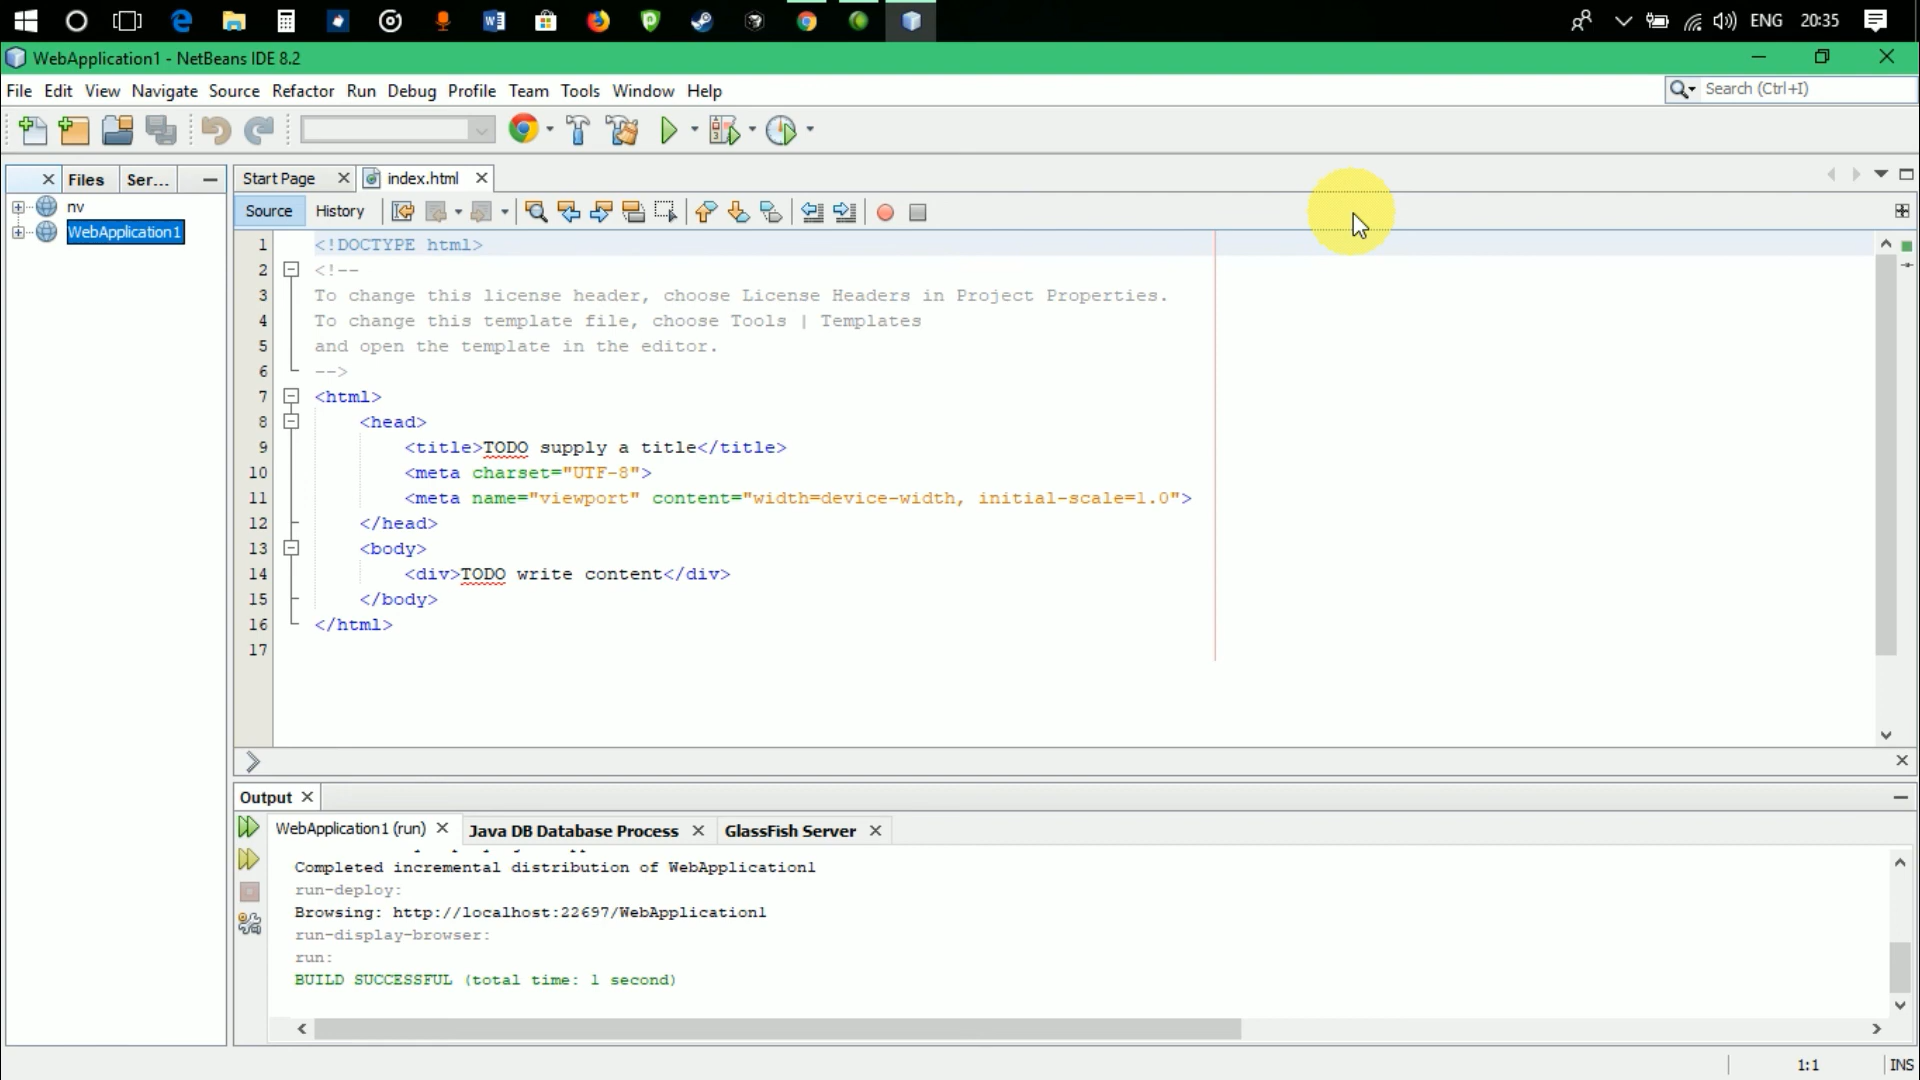 ENG 20:35
WebApplication1 - NetBeans IDE 8.2
File Edit View Navigate Source Refactor Run Debug Profile Team Tools Window Help
Search (Ctrl+I)
Files Ser...
nv
WebApplication1
Start Page index.html
Source History
1 <!DOCTYPE html>
2 <!--
3 To change this license header, choose License Headers in Project Properties.
4 To change this template file, choose Tools | Templates
5 and open the template in the editor.
6 -->
7 <html>
8 <head>
9 <title>TODO supply a title</title>
10 <meta charset="UTF-8">
11 <meta name="viewport" content="width=device-width, initial-scale=1.0">
12 </head>
13 <body>
14 <div>TODO write content</div>
15 </body>
16 </html>
17
Output
WebApplication1 (run) Java DB Database Process GlassFish Server
Completed incremental distribution of WebApplication1
run-deploy:
Browsing: http://localhost:22697/WebApplication1
run-display-browser:
run:
BUILD SUCCESSFUL (total time: 1 second)
1:1 INS